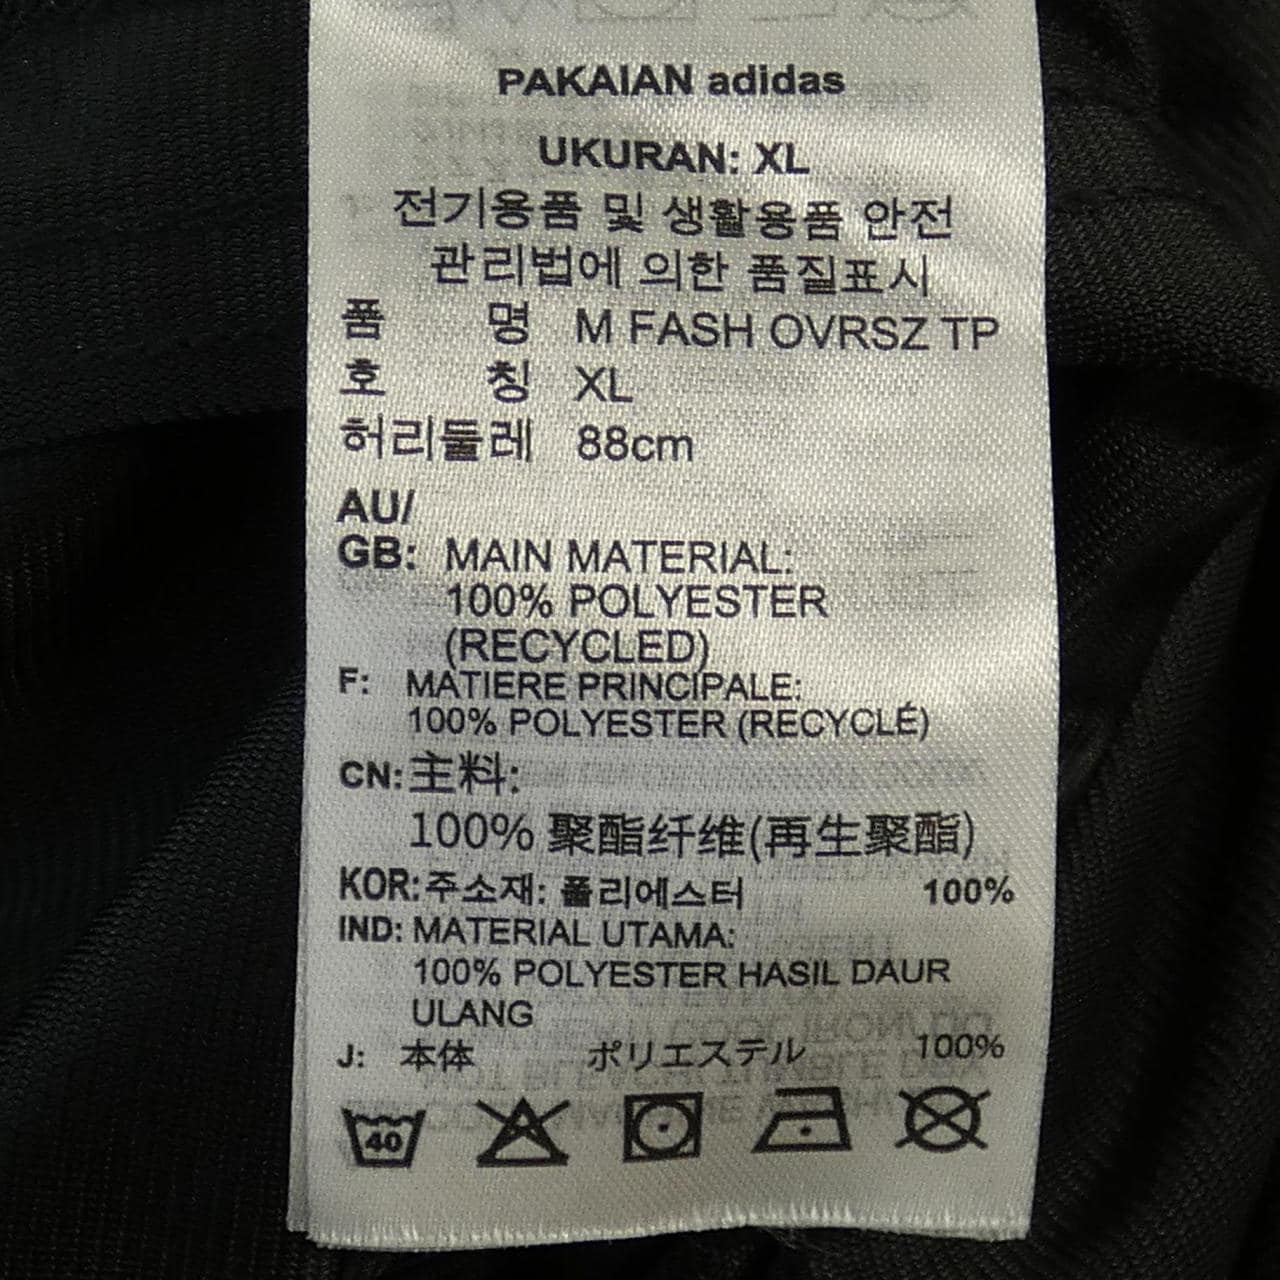 PAKAIAN adidas
UKURAN: XL
전기용품 및 생활용품 안전
관리법에 의한 품질표시
품 명 M FASH OVRSZ TP
호 칭 XL
허리둘레 88cm
AU/
GB: MAIN MATERIAL:
100% POLYESTER
(RECYCLED)
F: MATIERE PRINCIPALE:
100% POLYESTER (RECYCLÉ)
CN:主料:
100% 聚酯纤维(再生聚酯)
KOR:주소재: 폴리에스터 100%
IND: MATERIAL UTAMA:
100% POLYESTER HASIL DAUR
ULANG
J: 本体 ポリエステル 100%
40